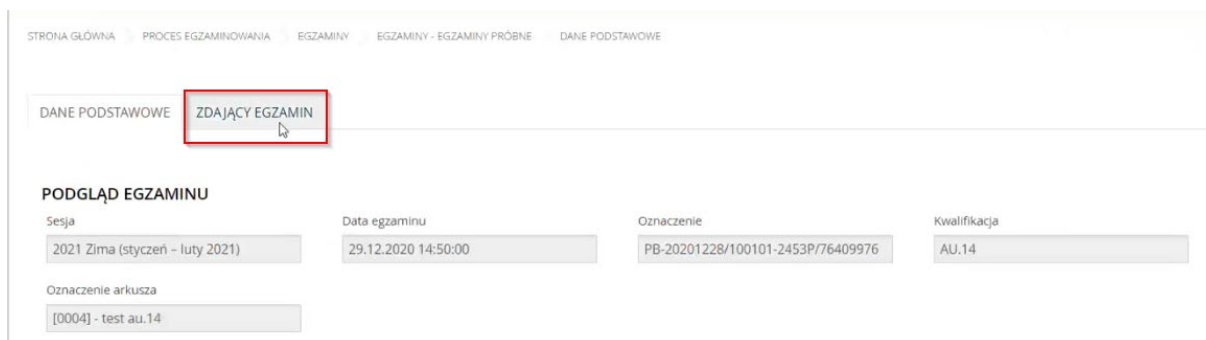 STRONA GŁÓWNA PROCES EGZAMINOWANIA EGZAMINY EGZAMINY - EGZAMINY PRÓBNE DANE PODSTAWOWE
DANE PODSTAWOWE ZDAJĄCY EGZAMIN
PODGLĄD EGZAMINU
Sesja Data egzaminu Oznaczenie Kwalifikacja
2021 Zima (styczeń – luty 2021) 29.12.2020 14:50:00 PB-20201228/100101-2453P/76409976 AU.14
Oznaczenie arkusza
[0004] - test au.14